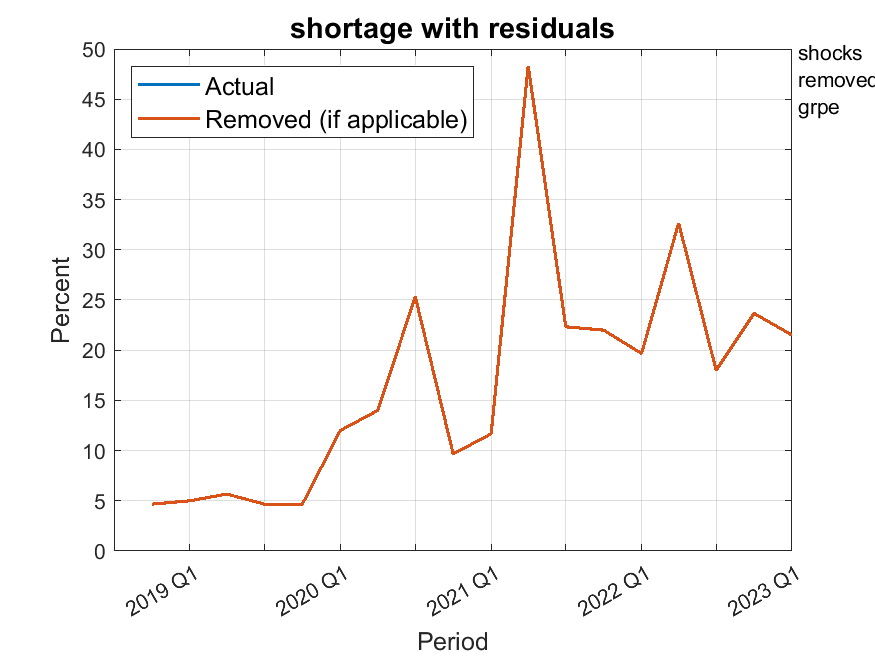 shortage with residuals
shocks
removed
grpe
Actual
Removed (if applicable)
50
45
40
35
30
25
20
15
10
5
0
Percent
2019 Q1
2020 Q1
2021 Q1
2022 Q1
2023 Q1
Period